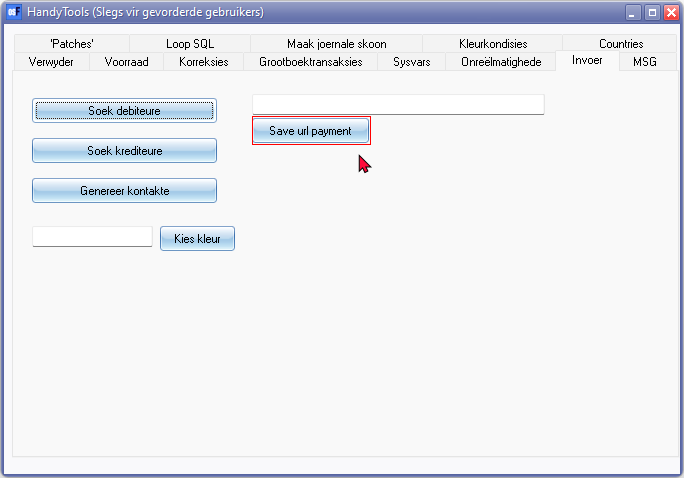 HandyTools (Slegs vir gevorderde gebruikers)
'Patches' Loop SQL Maak joernale skoon Kleurkondisies Countries
Verwyder Voorraad Korreksies Grootboektransaksies Sysvars Onreëlmatighede Invoer MSG
Soek debiteure
Save url payment
Soek krediteure
Genereer kontakte
Kies kleur